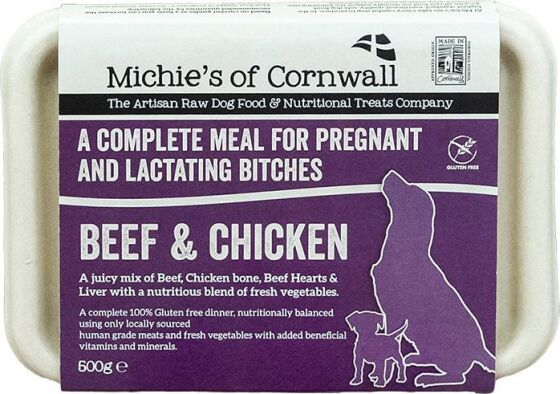 Michie's of Cornwall
The Artisan Raw Dog Food & Nutritional Treats Company
APPROVED ORIGIN
MADE IN
Cornwall
A COMPLETE MEAL FOR PREGNANT
AND LACTATING BITCHES
GLUTEN FREE
BEEF & CHICKEN
A juicy mix of Beef, Chicken bone, Beef Hearts &
Liver with a nutritious blend of fresh vegetables.
A complete 100% Gluten free dinner, nutritionally balanced
using only locally sourced
human grade meats and fresh vegetables with added beneficial
vitamins and minerals.
500g e